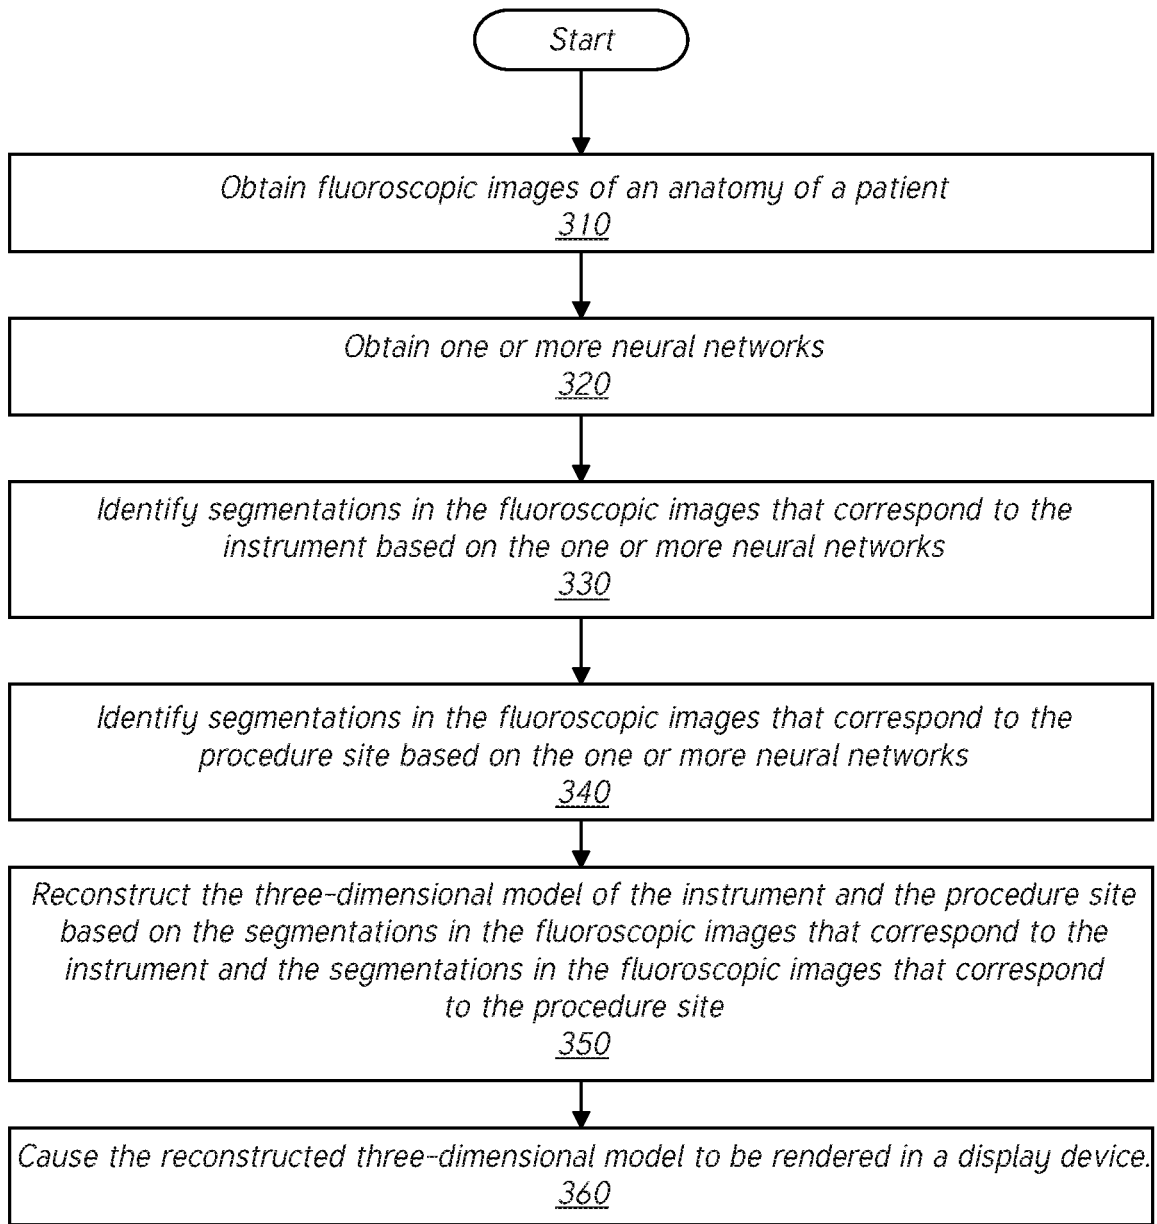 Start
Obtain fluoroscopic images of an anatomy of a patient
310
Obtain one or more neural networks
320
Identify segmentations in the fluoroscopic images that correspond to the
instrument based on the one or more neural networks
330
Identify segmentations in the fluoroscopic images that correspond to the
procedure site based on the one or more neural networks
340
Reconstruct the three-dimensional model of the instrument and the procedure site
based on the segmentations in the fluoroscopic images that correspond to the
instrument and the segmentations in the fluoroscopic images that correspond
to the procedure site
350
Cause the reconstructed three-dimensional model to be rendered in a display device.
360